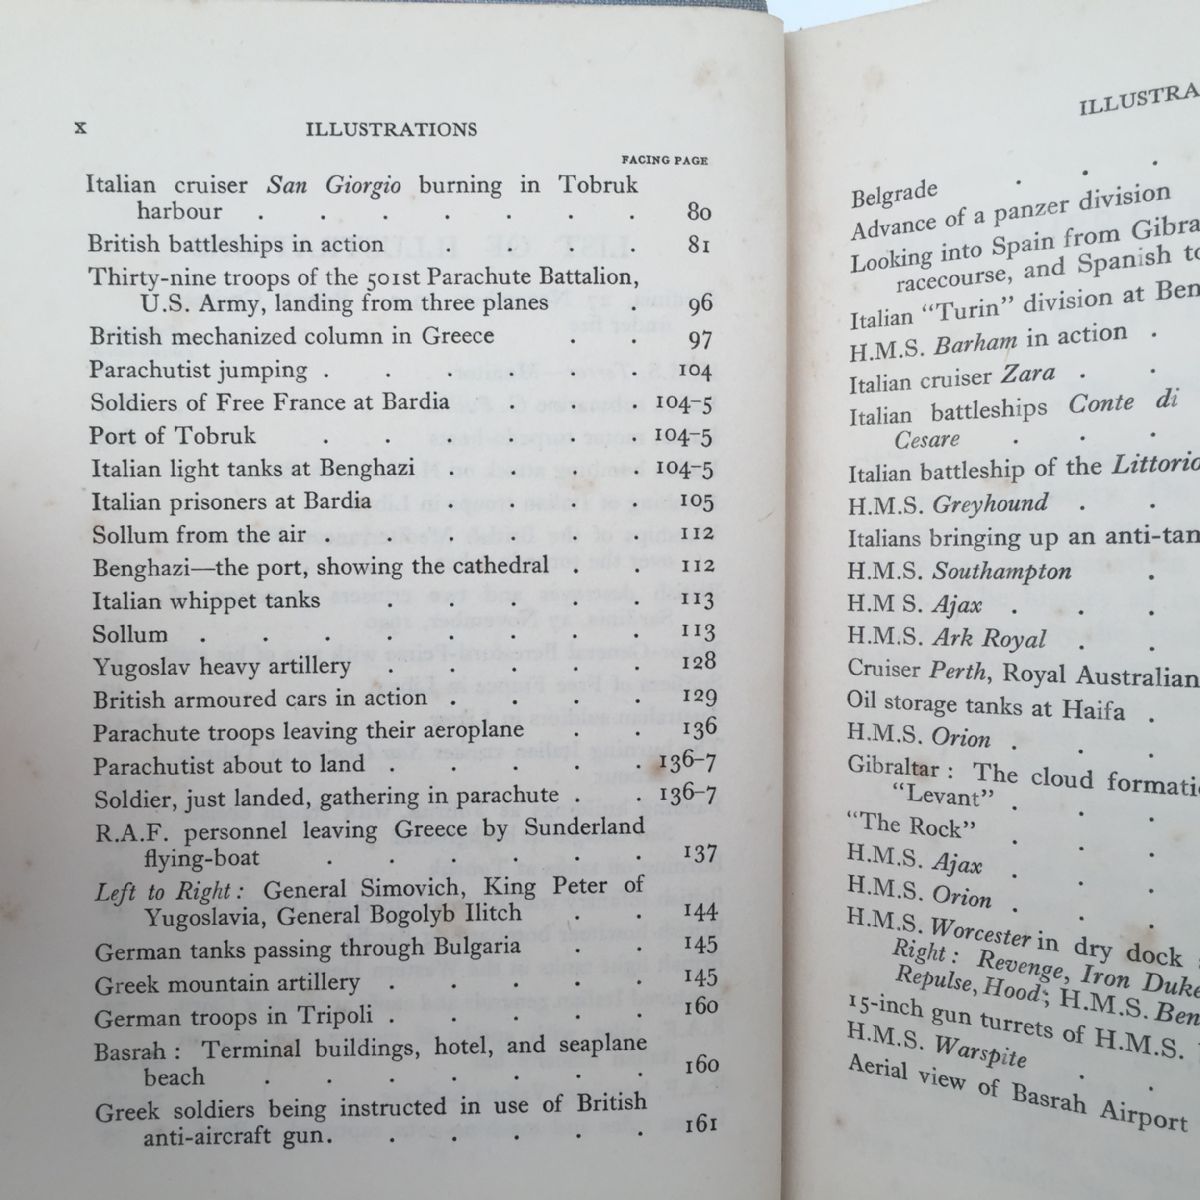 x ILLUSTRATIONS
FACING PAGE
Italian cruiser San Giorgio burning in Tobruk
harbour . . . . . . . 80
British battleships in action . . . 81
Thirty-nine troops of the 501st Parachute Battalion,
U.S. Army, landing from three planes . 96
British mechanized column in Greece . . 97
Parachutist jumping . . . . . . 104
Soldiers of Free France at Bardia . . . 104-5
Port of Tobruk . . . . . . 104-5
Italian light tanks at Benghazi . . . . 104-5
Italian prisoners at Bardia . . . . 105
Sollum from the air . . . . . . 112
Benghazi—the port, showing the cathedral . . 112
Italian whippet tanks . . . . . 113
Sollum . . . . . . . . 113
Yugoslav heavy artillery . . . . 128
British armoured cars in action . . . . 129
Parachute troops leaving their aeroplane . . 136
Parachutist about to land . . . . . 136-7
Soldier, just landed, gathering in parachute . . 136-7
R.A.F. personnel leaving Greece by Sunderland
flying-boat . . . . . . 137
Left to Right: General Simovich, King Peter of
Yugoslavia, General Bogolyb Ilitch . . 144
German tanks passing through Bulgaria . . 145
Greek mountain artillery . . . . . 145
German troops in Tripoli . . . . . 160
Basrah: Terminal buildings, hotel, and seaplane
beach . . . . . . . 160
Greek soldiers being instructed in use of British
anti-aircraft gun. . . . . . 161
ILLUSTRA
Belgrade . . .
Advance of a panzer division
Looking into Spain from Gibra
racecourse, and Spanish to
Italian "Turin" division at Ben
H.M.S. Barham in action .
Italian cruiser Zara . .
Italian battleships Conte di
Cesare . . .
Italian battleship of the Littorio
H.M.S. Greyhound . .
Italians bringing up an anti-tan
H.M.S. Southampton .
H.M S. Ajax . . .
H.M.S. Ark Royal . .
Cruiser Perth, Royal Australian
Oil storage tanks at Haifa .
H.M.S. Orion . . .
Gibraltar: The cloud formati
"Levant" . . .
"The Rock" . . .
H.M.S. Ajax . . .
H.M.S. Orion . . .
H.M.S. Worcester in dry dock
Right: Revenge, Iron Duke
Repulse, Hood; H.M.S. Ben
15-inch gun turrets of H.M.S.
H.M.S. Warspite . .
Aerial view of Basrah Airport